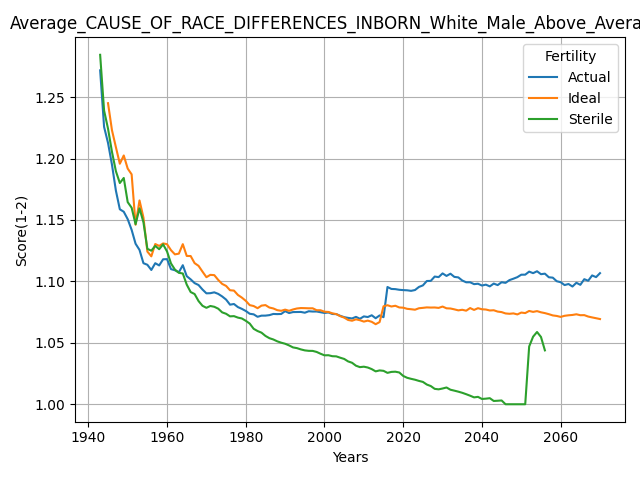 Average_CAUSE_OF_RACE_DIFFERENCES_INBORN_White_Male_Above_Avera
Fertility
Actual
Ideal
Sterile
Score(1-2)
1.25
1.20
1.15
1.10
1.05
1.00
1940 1960 1980 2000 2020 2040 2060
Years